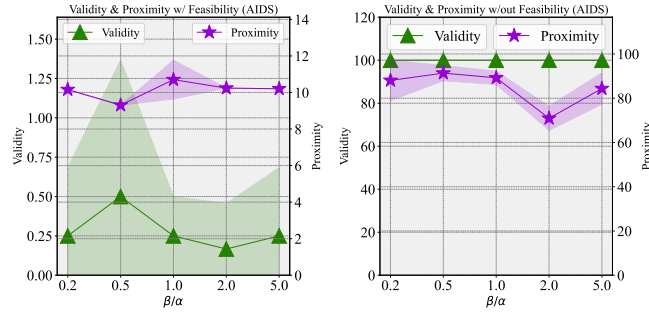 Validity & Proximity w/ Feasibility (AIDS)
Validity
Proximity
1.50
1.25
1.00
0.75
0.50
0.25
0.00
Validity
14
12
10
8
6
4
2
0
Proximity
0.2 0.5 1.0 2.0 5.0
β/α
Validity & Proximity w/out Feasibility (AIDS)
Validity
Proximity
120
100
80
60
40
20
0
Validity
100
80
60
40
20
0
Proximity
0.2 0.5 1.0 2.0 5.0
β/α